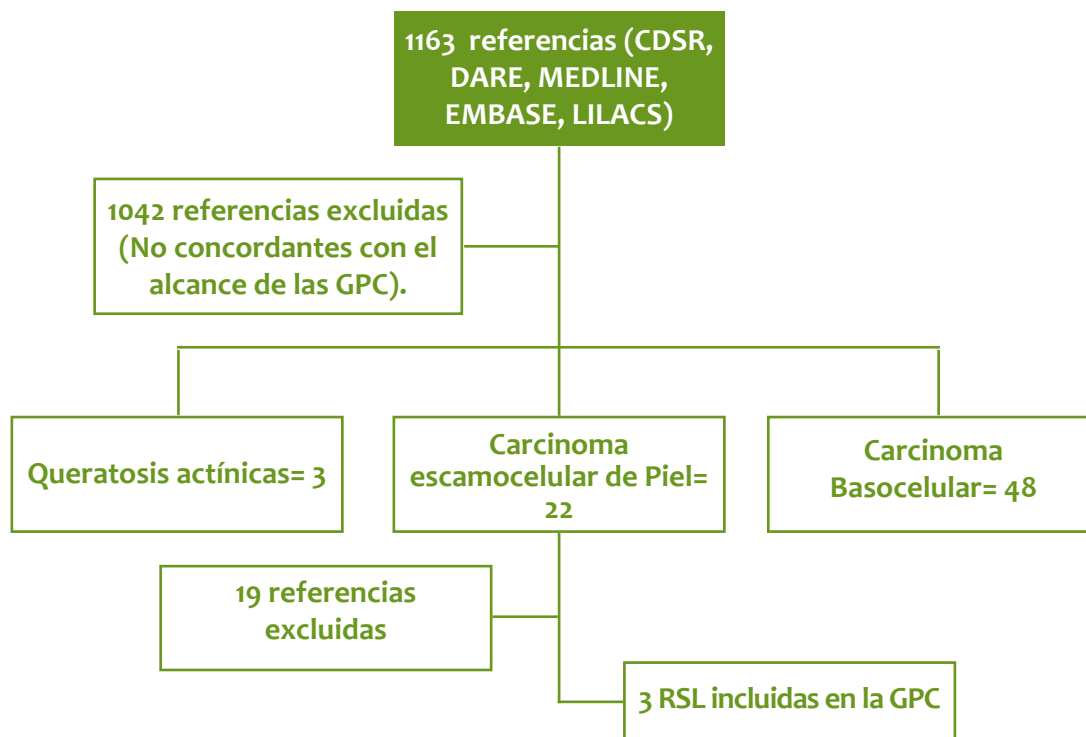 1163 referencias (CDSR,
DARE, MEDLINE,
EMBASE, LILACS)
1042 referencias excluidas
(No concordantes con el
alcance de las GPC).
Queratosis actínicas= 3
Carcinoma
escamocelular de Piel=
22
Carcinoma
Basocelular= 48
19 referencias
excluidas
3 RSL incluidas en la GPC